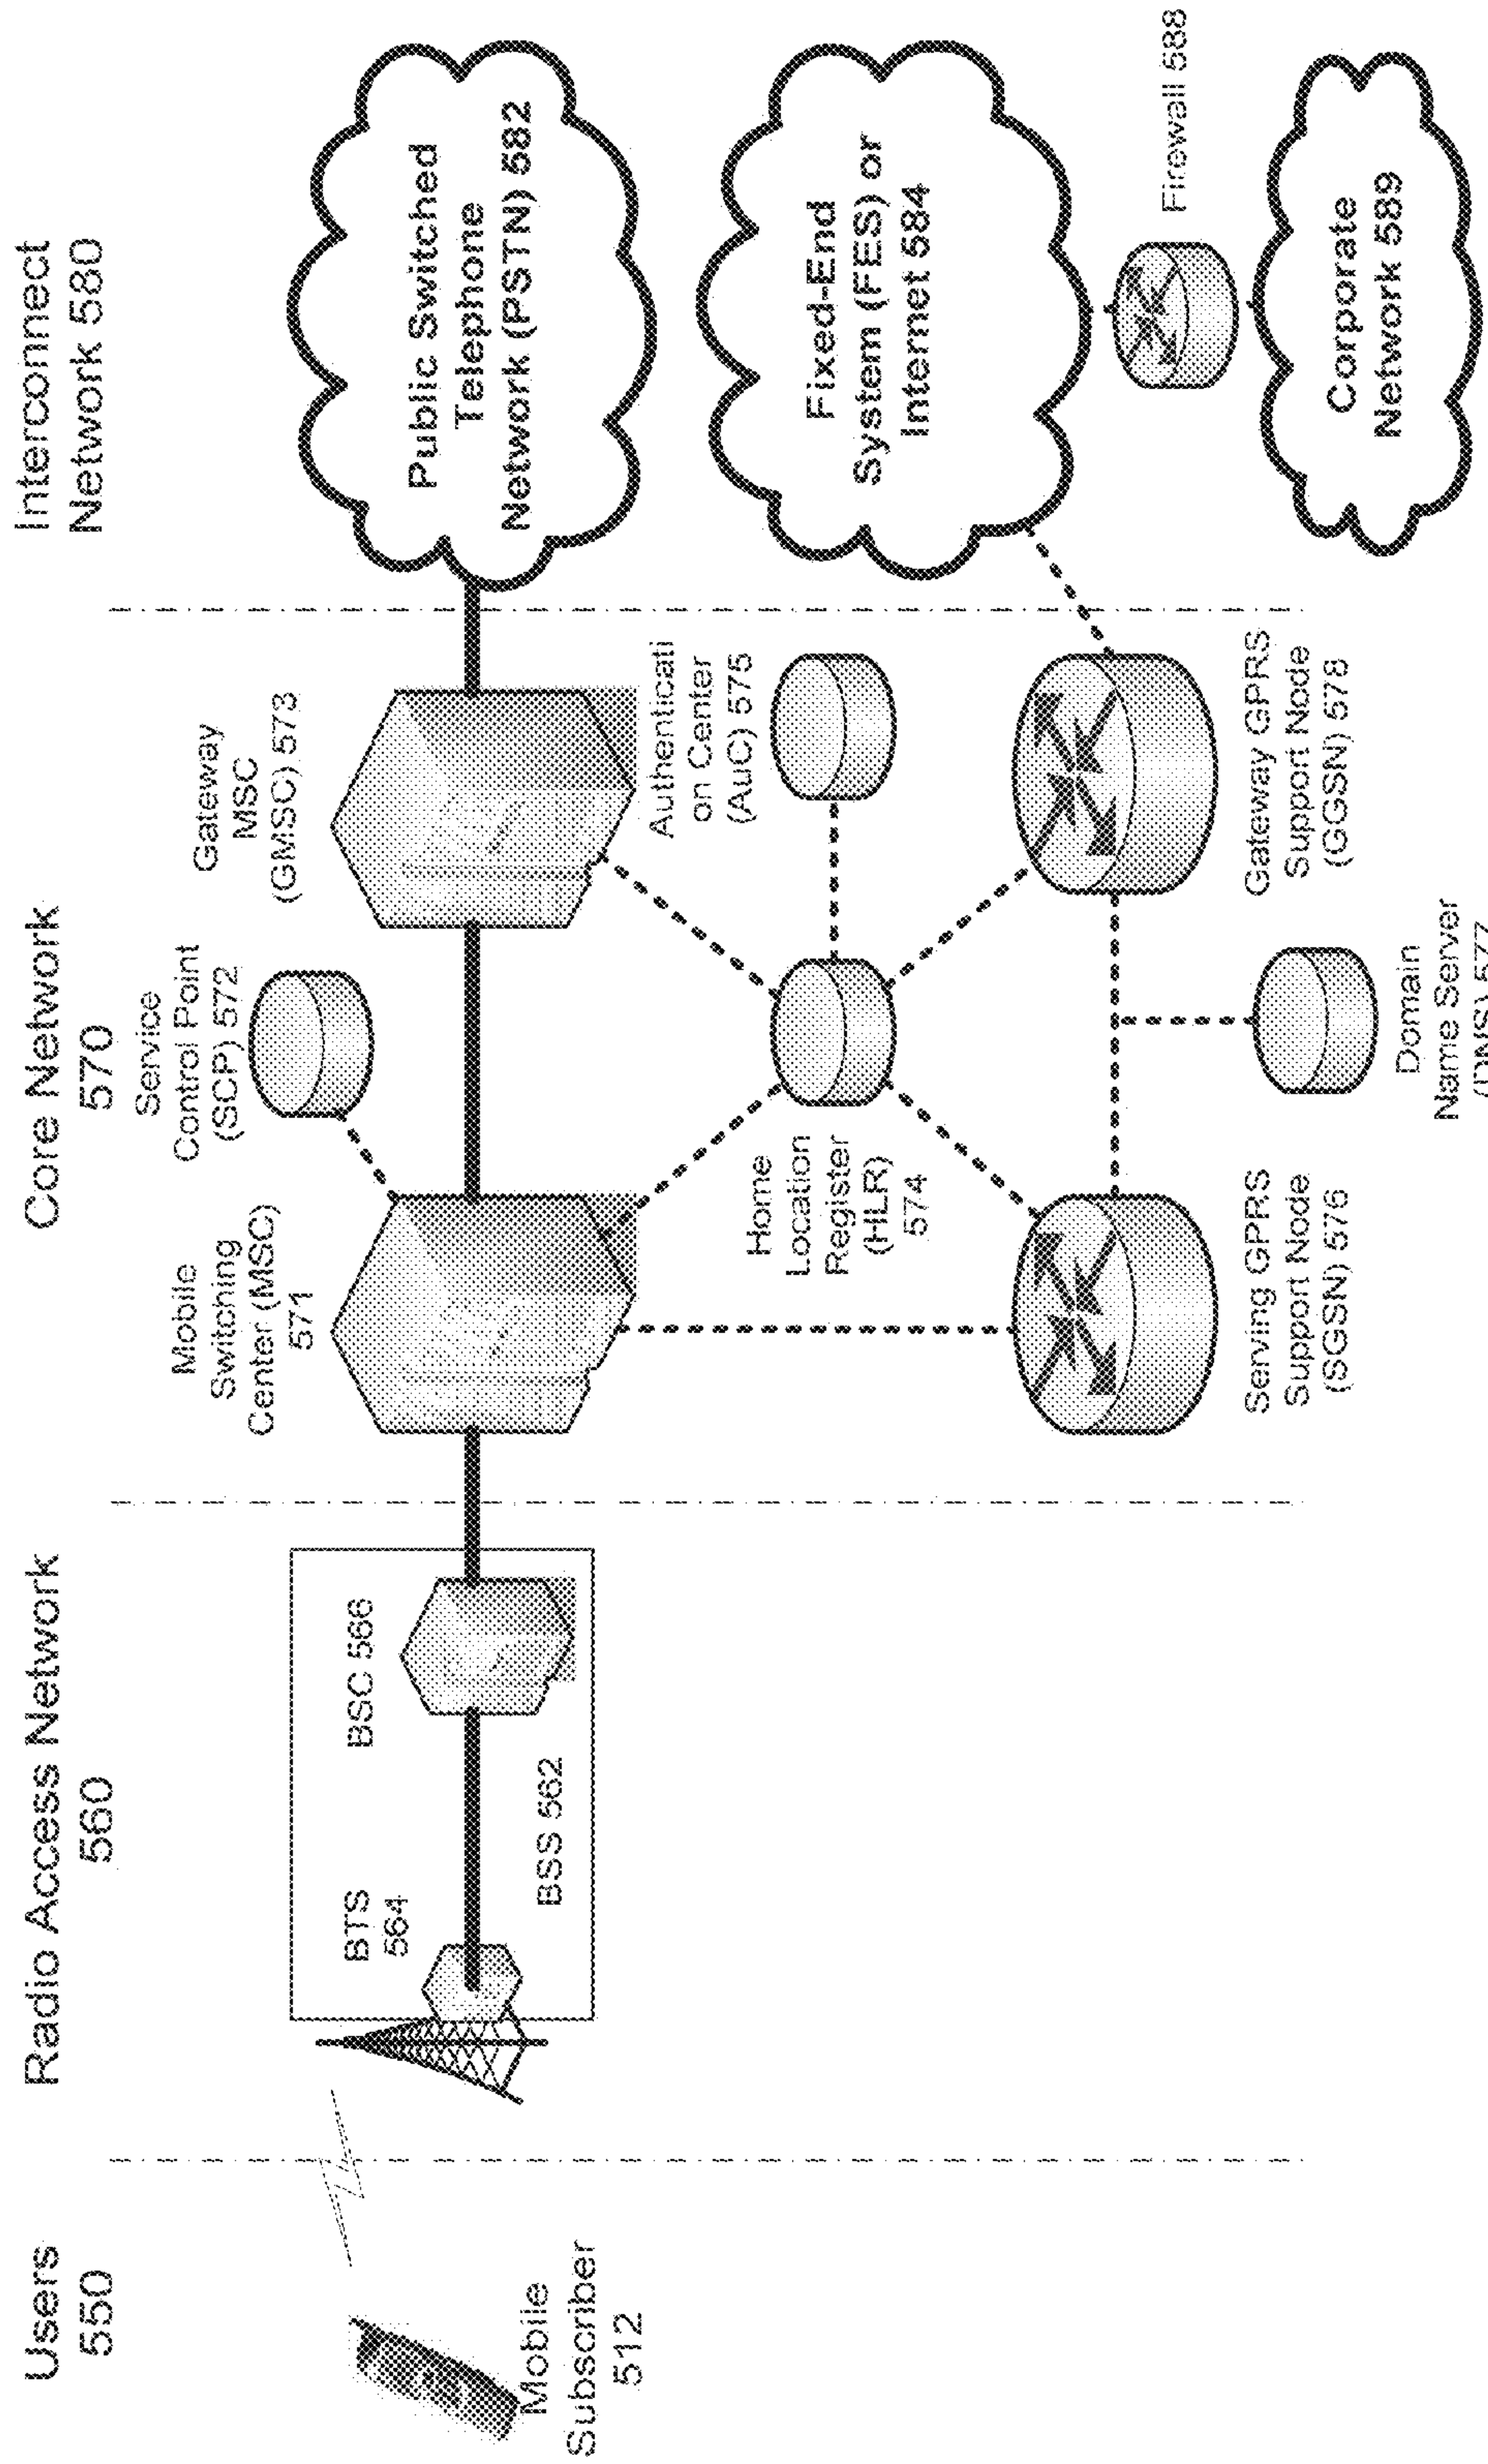 Users
550
Radio Access Network
560
Core Network
570
Interconnect
Network 580
Mobile
Subscriber
512
BTS
564
BSC 566
BSS 562
Mobile
Switching
Center (MSC)
571
Service
Control Point
(SCP) 572
Gateway
MSC
(GMSC) 573
Home
Location
Register
(HLR)
574
Authenticati
on Center
(AuC) 575
Serving GPRS
Support Node
(SGSN) 576
Domain
Name Server
(DNS) 577
Gateway GPRS
Support Node
(GGSN) 578
Public Switched
Telephone
Network (PSTN) 582
Fixed-End
System (FES) or
Internet 584
Firewall 588
Corporate
Network 589